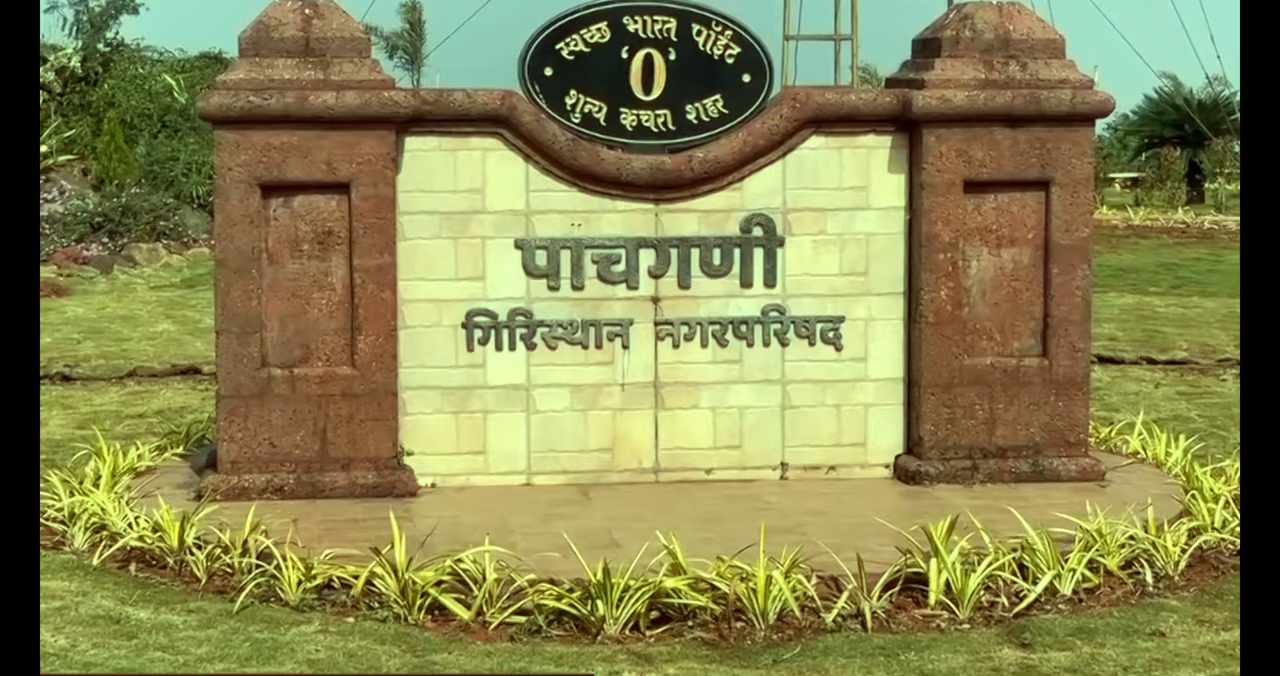 स्वच्छ भारत पॉईंट
'0'
शुन्य कचरा शहर
पाचगणी
गिरिस्थान नगरपरिषद